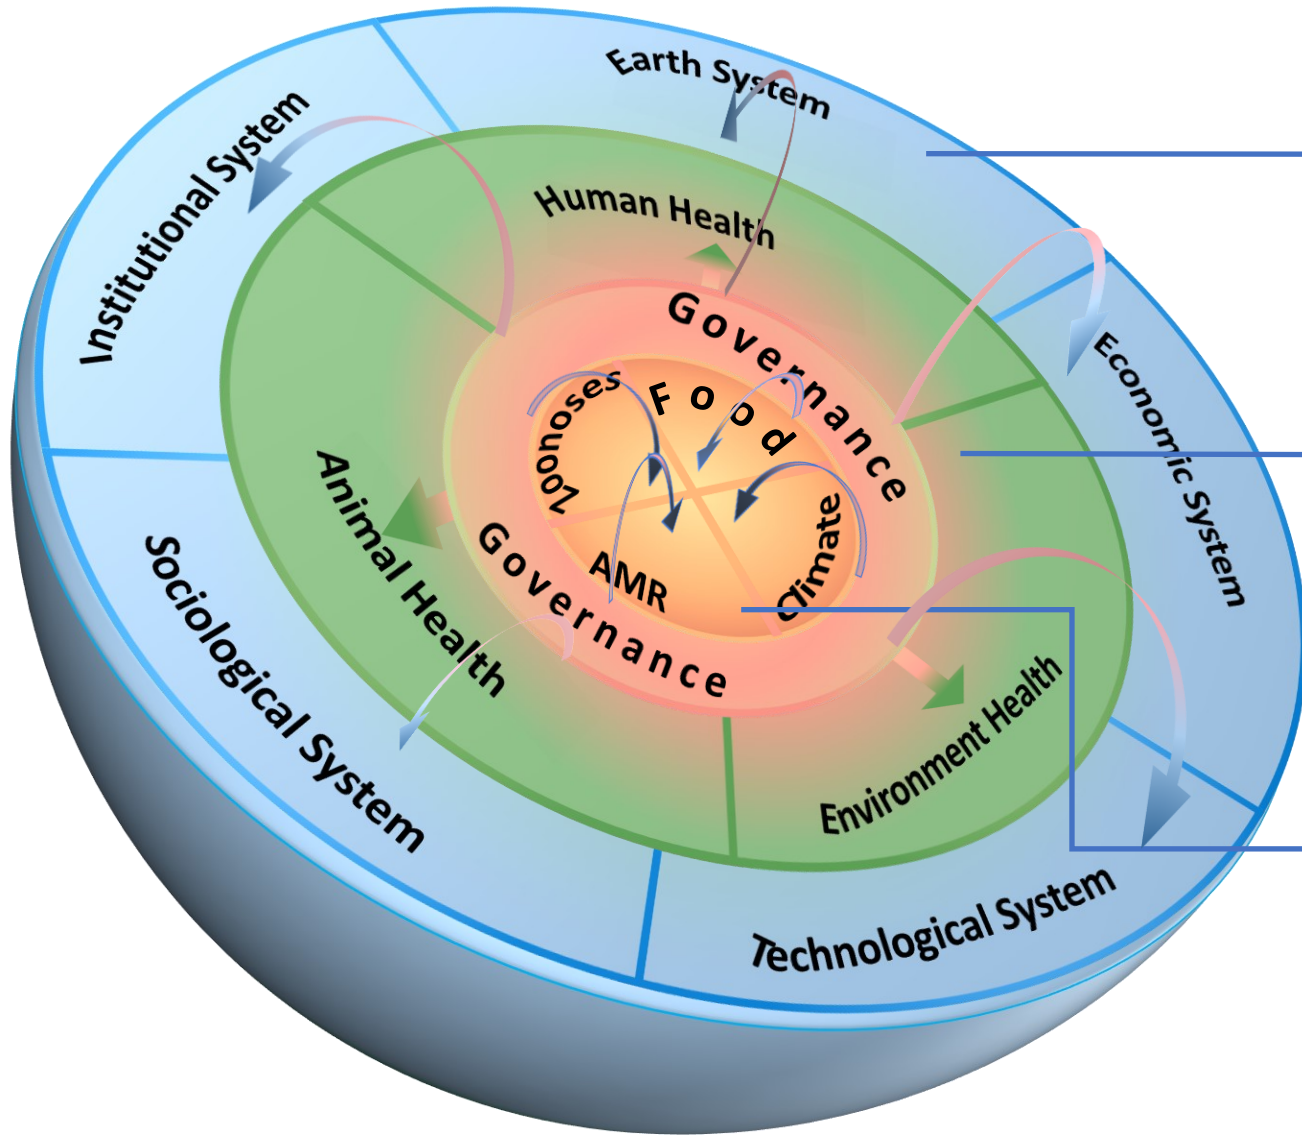 Earth System
Institutional System
Human Health
Governance
Economic System
Zoonoses
Food
Climate
AMR
Animal Health
Governance
Environment Health
Sociological System
Technological System